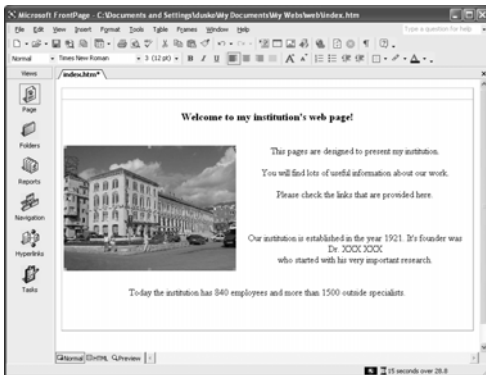 Microsoft FrontPage - C:\Documents and Settings\dusko\My Documents\My Webs\web\index.htm
File Edit View Insert Format Tools Table Frames Window Help
Type a question for help
Normal Times New Roman 3 (12 pt) B I U
Views
index.htm*
Page
Folders
Reports
Navigation
Hyperlinks
Tasks
Welcome to my institution's web page!
This pages are designed to present my institution.
You will find lots of useful information about our work.
Please check the links that are provided here.
Our institution is established in the year 1921. It's founder was
Dr. XXX XXX
who started with his very important research.
Today the institution has 840 employees and more than 1500 outside specialists.
Normal HTML Preview
15 seconds over 28.8